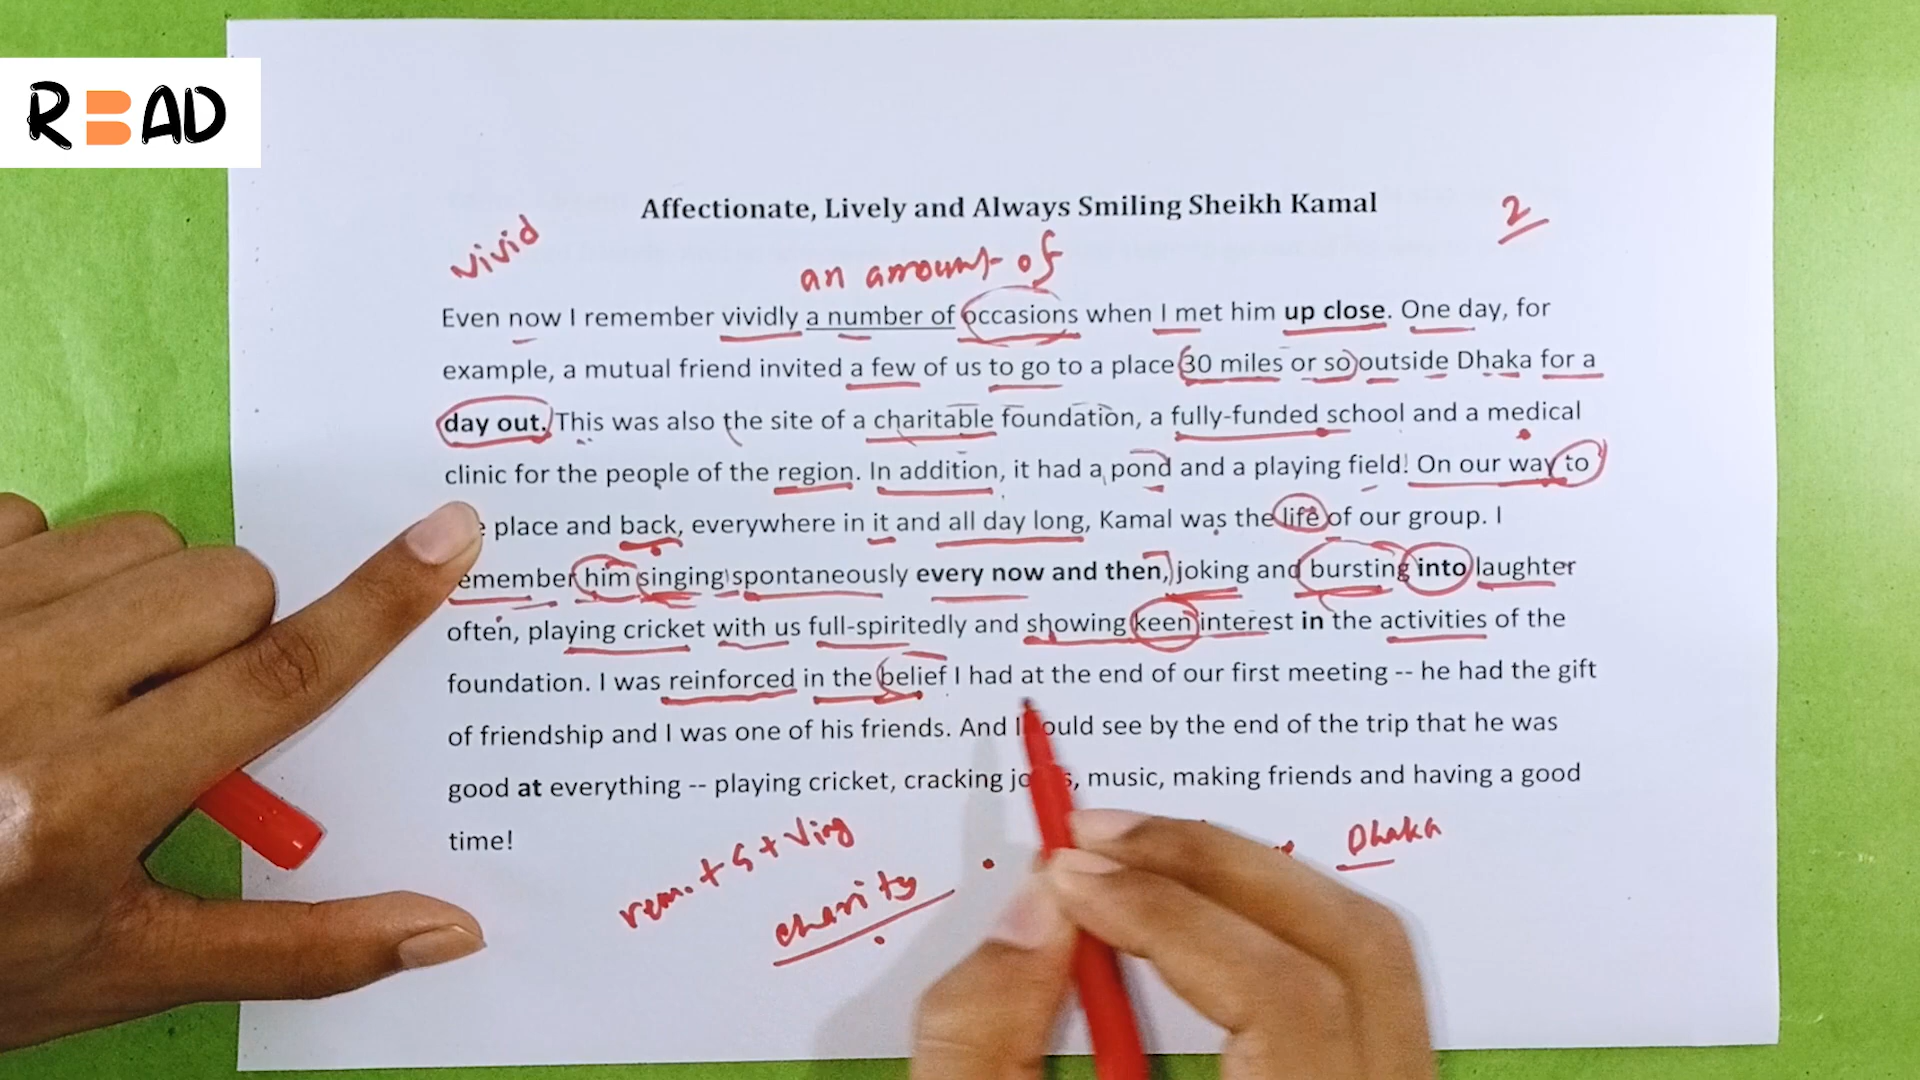 READ
Affectionate, Lively and Always Smiling Sheikh Kamal
2
vivid
an amount of
Even now I remember vividly a number of occasions when I met him up close. One day, for
example, a mutual friend invited a few of us to go to a place 30 miles or so outside Dhaka for a
day out. This was also the site of a charitable foundation, a fully-funded school and a medical
clinic for the people of the region. In addition, it had a pond and a playing field! On our way to
place and back, everywhere in it and all day long, Kamal was the life of our group. I
emember him singing spontaneously every now and then, joking and bursting into laughter
often, playing cricket with us full-spiritedly and showing keen interest in the activities of the
foundation. I was reinforced in the belief I had at the end of our first meeting -- he had the gift
of friendship and I was one of his friends. And I ould see by the end of the trip that he was
good at everything -- playing cricket, cracking jo s, music, making friends and having a good
time!
rem. + s + Ving
charity
Dhaka